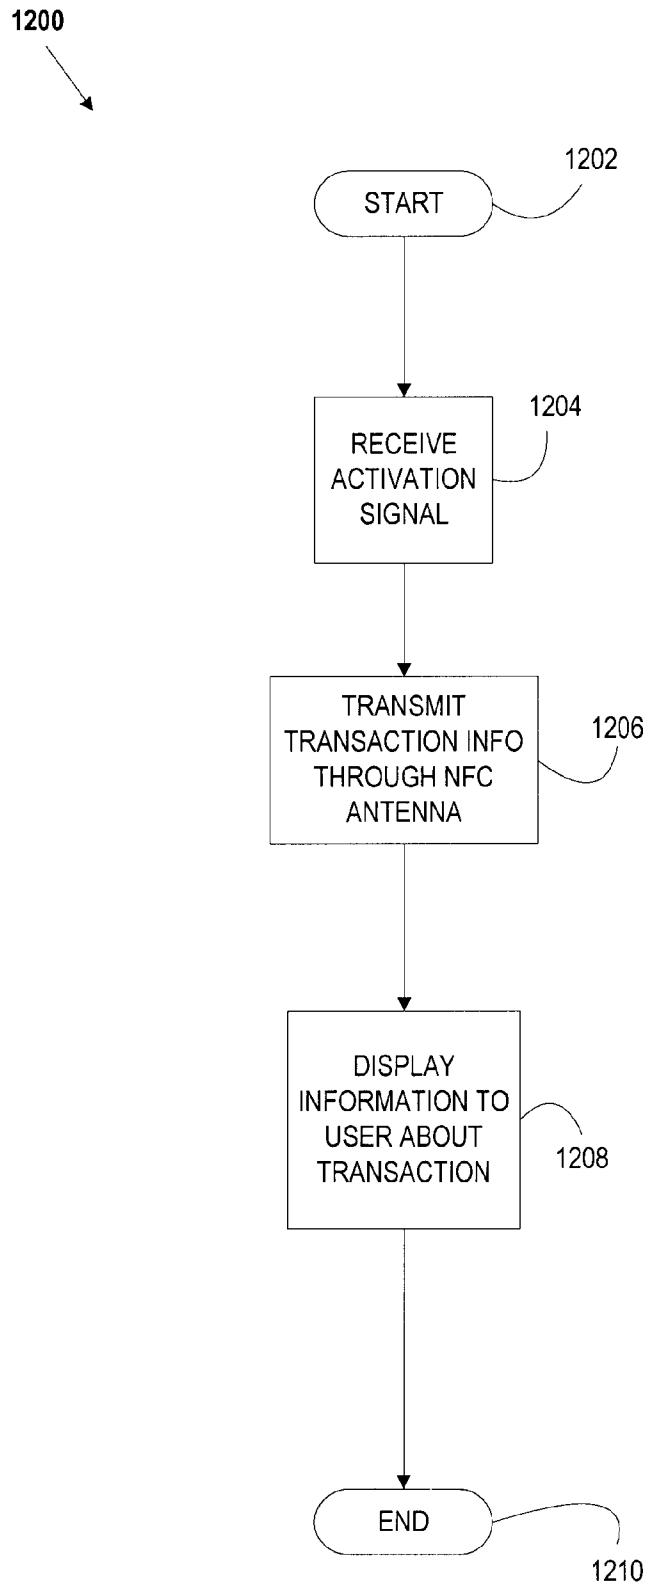 1200
1202
START
1204
RECEIVE
ACTIVATION
SIGNAL
TRANSMIT
TRANSACTION INFO
THROUGH NFC
ANTENNA
1206
DISPLAY
INFORMATION TO
USER ABOUT
TRANSACTION
1208
END
1210